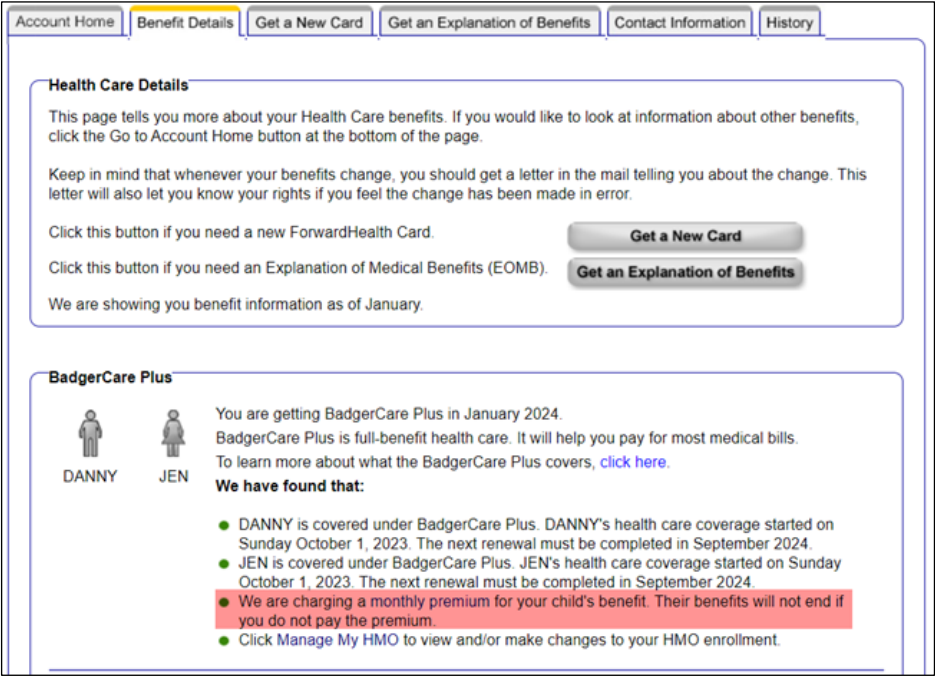 Account Home Benefit Details Get a New Card Get an Explanation of Benefits Contact Information History
Health Care Details
This page tells you more about your Health Care benefits. If you would like to look at information about other benefits,
click the Go to Account Home button at the bottom of the page.
Keep in mind that whenever your benefits change, you should get a letter in the mail telling you about the change. This
letter will also let you know your rights if you feel the change has been made in error.
Click this button if you need a new ForwardHealth Card. Get a New Card
Click this button if you need an Explanation of Medical Benefits (EOMB). Get an Explanation of Benefits
We are showing you benefit information as of January.
BadgerCare Plus
DANNY JEN
You are getting BadgerCare Plus in January 2024.
BadgerCare Plus is full-benefit health care. It will help you pay for most medical bills.
To learn more about what the BadgerCare Plus covers, click here.
We have found that:
DANNY is covered under BadgerCare Plus. DANNY's health care coverage started on
Sunday October 1, 2023. The next renewal must be completed in September 2024.
JEN is covered under BadgerCare Plus. JEN's health care coverage started on Sunday
October 1, 2023. The next renewal must be completed in September 2024.
We are charging a monthly premium for your child's benefit. Their benefits will not end if
you do not pay the premium.
Click Manage My HMO to view and/or make changes to your HMO enrollment.